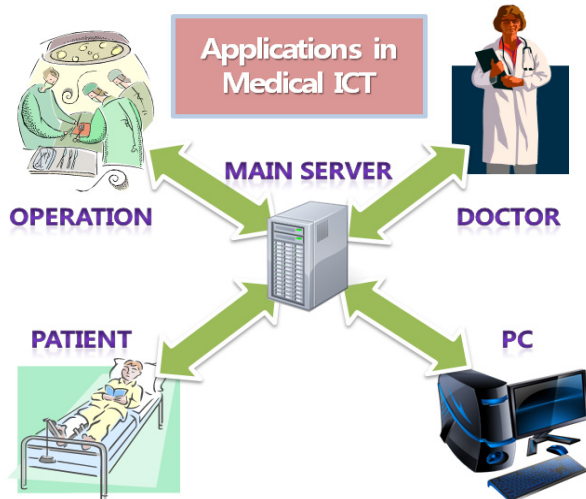 Applications in
Medical ICT
MAIN SERVER
OPERATION
DOCTOR
PATIENT
PC